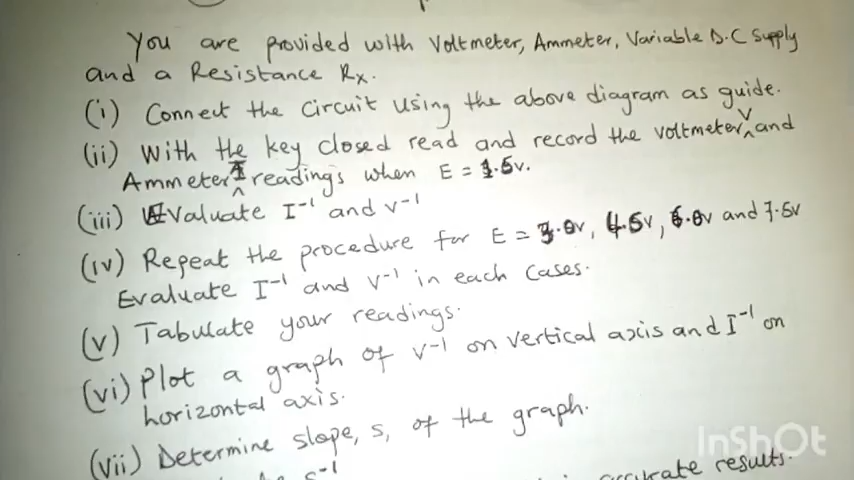 You are provided with Voltmeter, Ammeter, Variable D.C Supply
and a Resistance Rx.
(i) Connect the Circuit Using the above diagram as guide.
(ii) With the key closed read and record the voltmeter V and
Ammeter I readings when E = 1.5v.
(iii) Evaluate I⁻¹ and v⁻¹
(iv) Repeat the procedure for E = 3.0v, 4.5v, 6.0v and 7.5v
Evaluate I⁻¹ and V⁻¹ in each cases.
(v) Tabulate your readings.
(vi) Plot a graph of v⁻¹ on vertical axis and I⁻¹ on
horizontal axis.
(vii) Determine slope, s, of the graph.
s⁻¹
accurate results.
InShOt